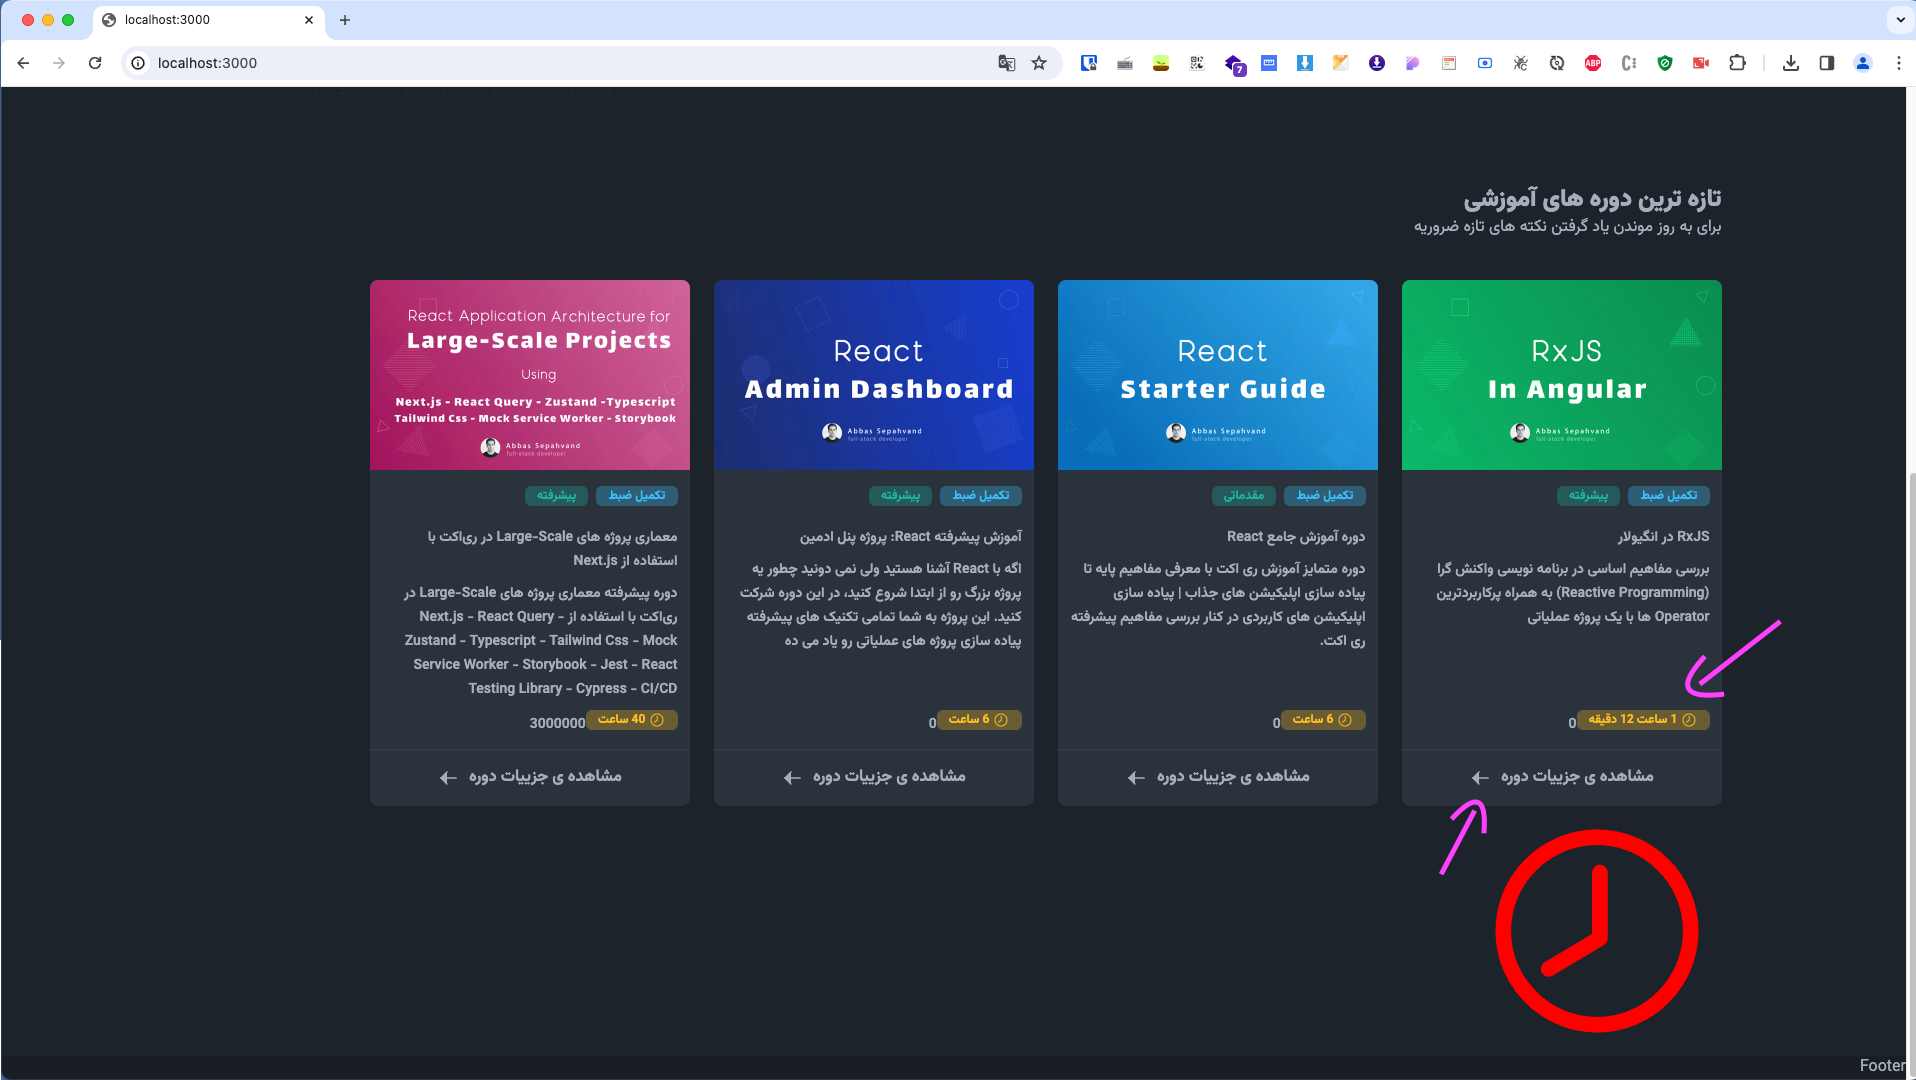 localhost:3000
localhost:3000
7
ABP
تازه ترین دوره های آموزشی
برای به روز موندن یاد گرفتن نکته های تازه ضروریه
RxJS
In Angular
Abbas Sepahvand
full-stack developer
تکمیل ضبط
پیشرفته
RxJS در انگیولار
بررسی مفاهیم اساسی در برنامه نویسی واکنش گرا
(Reactive Programming) به همراه پرکاربردترین
Operator ها با یک پروژه عملیاتی
1 ساعت 12 دقیقه
0
مشاهده ی جزییات دوره
React
Starter Guide
Abbas Sepahvand
full-stack developer
تکمیل ضبط
مقدماتی
دوره آموزش جامع React
دوره متمایز آموزش ری اکت با معرفی مفاهیم پایه تا
پیاده سازی اپلیکیشن های جذاب | پیاده سازی
اپلیکیشن های کاربردی در کنار بررسی مفاهیم پیشرفته
ری اکت.
6 ساعت
0
مشاهده ی جزییات دوره
React
Admin Dashboard
Abbas Sepahvand
full-stack developer
تکمیل ضبط
پیشرفته
آموزش پیشرفته React: پروژه پنل ادمین
اگه با React آشنا هستید ولی نمی دونید چطور یه
پروژه بزرگ رو از ابتدا شروع کنید، در این دوره شرکت
کنید. این پروژه به شما تمامی تکنیک های پیشرفته
پیاده سازی پروژه های عملیاتی رو یاد می ده
6 ساعت
0
مشاهده ی جزییات دوره
React Application Architecture for
Large-Scale Projects
Using
Next.js - React Query - Zustand -Typescript
Tailwind Css - Mock Service Worker - Storybook
Abbas Sepahvand
full-stack developer
تکمیل ضبط
پیشرفته
معماری پروژه های Large-Scale در ری‌اکت با
استفاده از Next.js
دوره پیشرفته معماری پروژه های Large-Scale در
ری‌اکت با استفاده از Next.js - React Query -
Zustand - Typescript - Tailwind Css - Mock
Service Worker - Storybook - Jest - React
Testing Library - Cypress - CI/CD
40 ساعت
3000000
مشاهده ی جزییات دوره
Footer